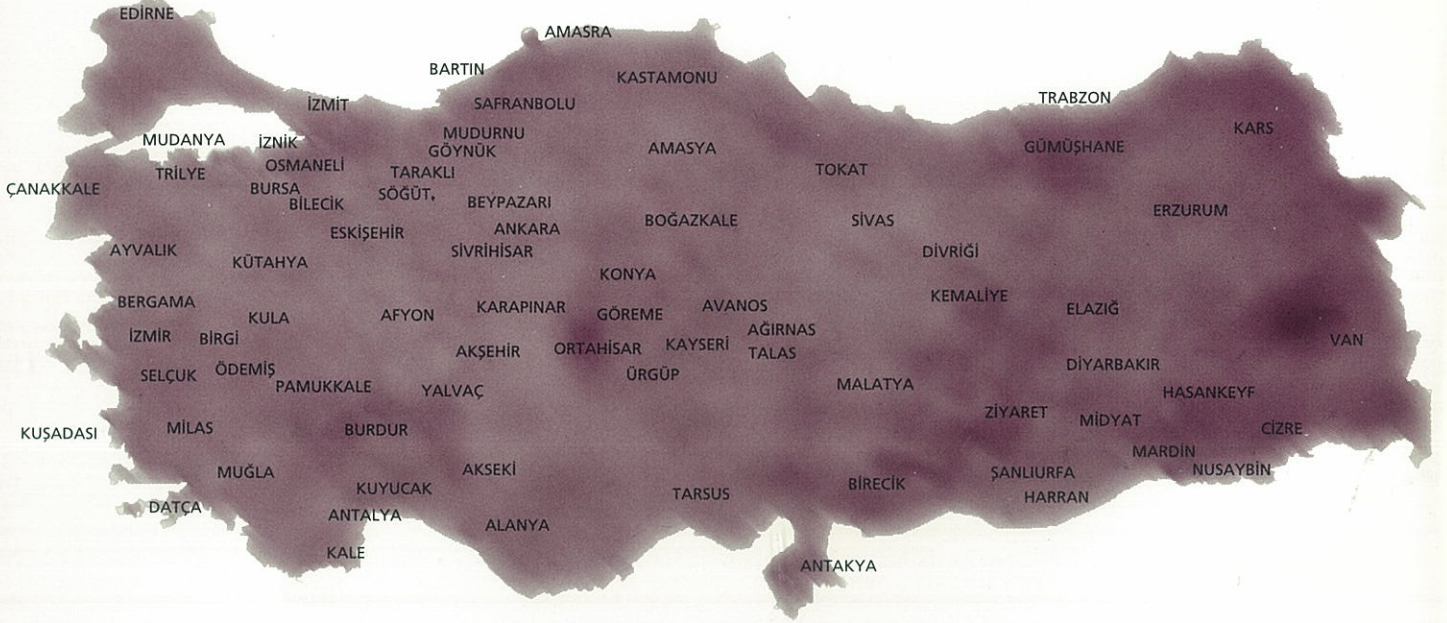 EDİRNE
AMASRA
BARTIN
KASTAMONU
İZMİT
SAFRANBOLU
TRABZON
MUDANYA
İZNİK
MUDURNU
KARS
GÖYNÜK
AMASYA
GÜMÜŞHANE
TRİLYE
OSMANELİ
TARAKLI
TOKAT
ÇANAKKALE
BURSA
SÖĞÜT
BİLECİK
BEYPAZARI
ERZURUM
ESKİŞEHİR
ANKARA
BOĞAZKALE
SİVAS
AYVALIK
KÜTAHYA
SİVRİHİSAR
DİVRİĞİ
KONYA
BERGAMA
KARAPINAR
AVANOS
KEMALİYE
ELAZIĞ
KULA
AFYON
GÖREME
İZMİR
BİRGİ
AĞIRNAS
VAN
AKŞEHİR
ORTAHİSAR
KAYSERİ
TALAS
SELÇUK
ÖDEMİŞ
ÜRGÜP
DİYARBAKIR
PAMUKKALE
YALVAÇ
MALATYA
HASANKEYF
ZİYARET
MİDYAT
KUŞADASI
MİLAS
BURDUR
CİZRE
MARDİN
MUĞLA
AKSEKİ
ŞANLIURFA
NUSAYBİN
KUYUCAK
TARSUS
BİRECİK
HARRAN
DATÇA
ANTALYA
ALANYA
KALE
ANTAKYA